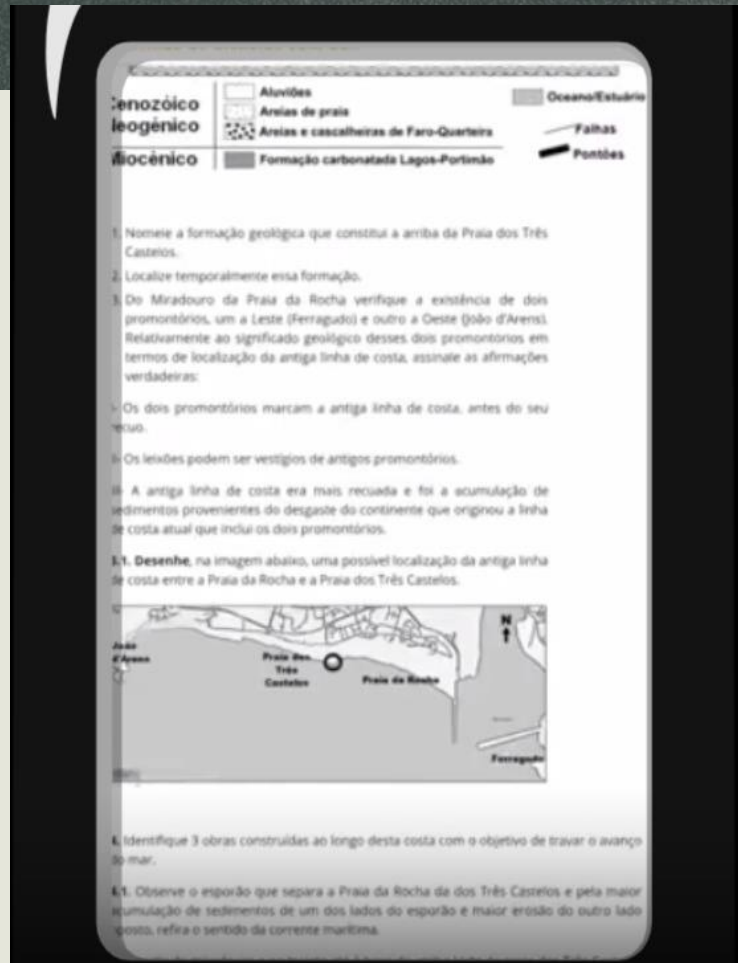 Cenozóico
Neogénico
Miocénico
Aluviões
Areias de praia
Areias e cascalheiras de Faro-Quarteira
Formação carbonatada Lagos-Portimão
Oceano/Estuário
Falhas
Pontões
1. Nomeie a formação geológica que constitui a arriba da Praia dos Três
Castelos.
2. Localize temporalmente essa formação.
3. Do Miradouro da Praia da Rocha verifique a existência de dois
promontórios, um a Leste (Ferragudo) e outro a Oeste (João d'Arens).
Relativamente ao significado geológico desses dois promontórios em
termos de localização da antiga linha de costa, assinale as afirmações
verdadeiras:
I- Os dois promontórios marcam a antiga linha de costa, antes do seu
recuo.
II- Os leixões podem ser vestígios de antigos promontórios.
III- A antiga linha de costa era mais recuada e foi a acumulação de
sedimentos provenientes do desgaste do continente que originou a linha
de costa atual que inclui os dois promontórios.
3.1. Desenhe, na imagem abaixo, uma possível localização da antiga linha
de costa entre a Praia da Rocha e a Praia dos Três Castelos.
N
João
d'Arens
Praia dos
Três
Castelos
Praia da Rocha
Ferragudo
4. Identifique 3 obras construídas ao longo desta costa com o objetivo de travar o avanço
do mar.
4.1. Observe o esporão que separa a Praia da Rocha da dos Três Castelos e pela maior
acumulação de sedimentos de um dos lados do esporão e maior erosão do outro lado
oposto, refira o sentido da corrente marítima.